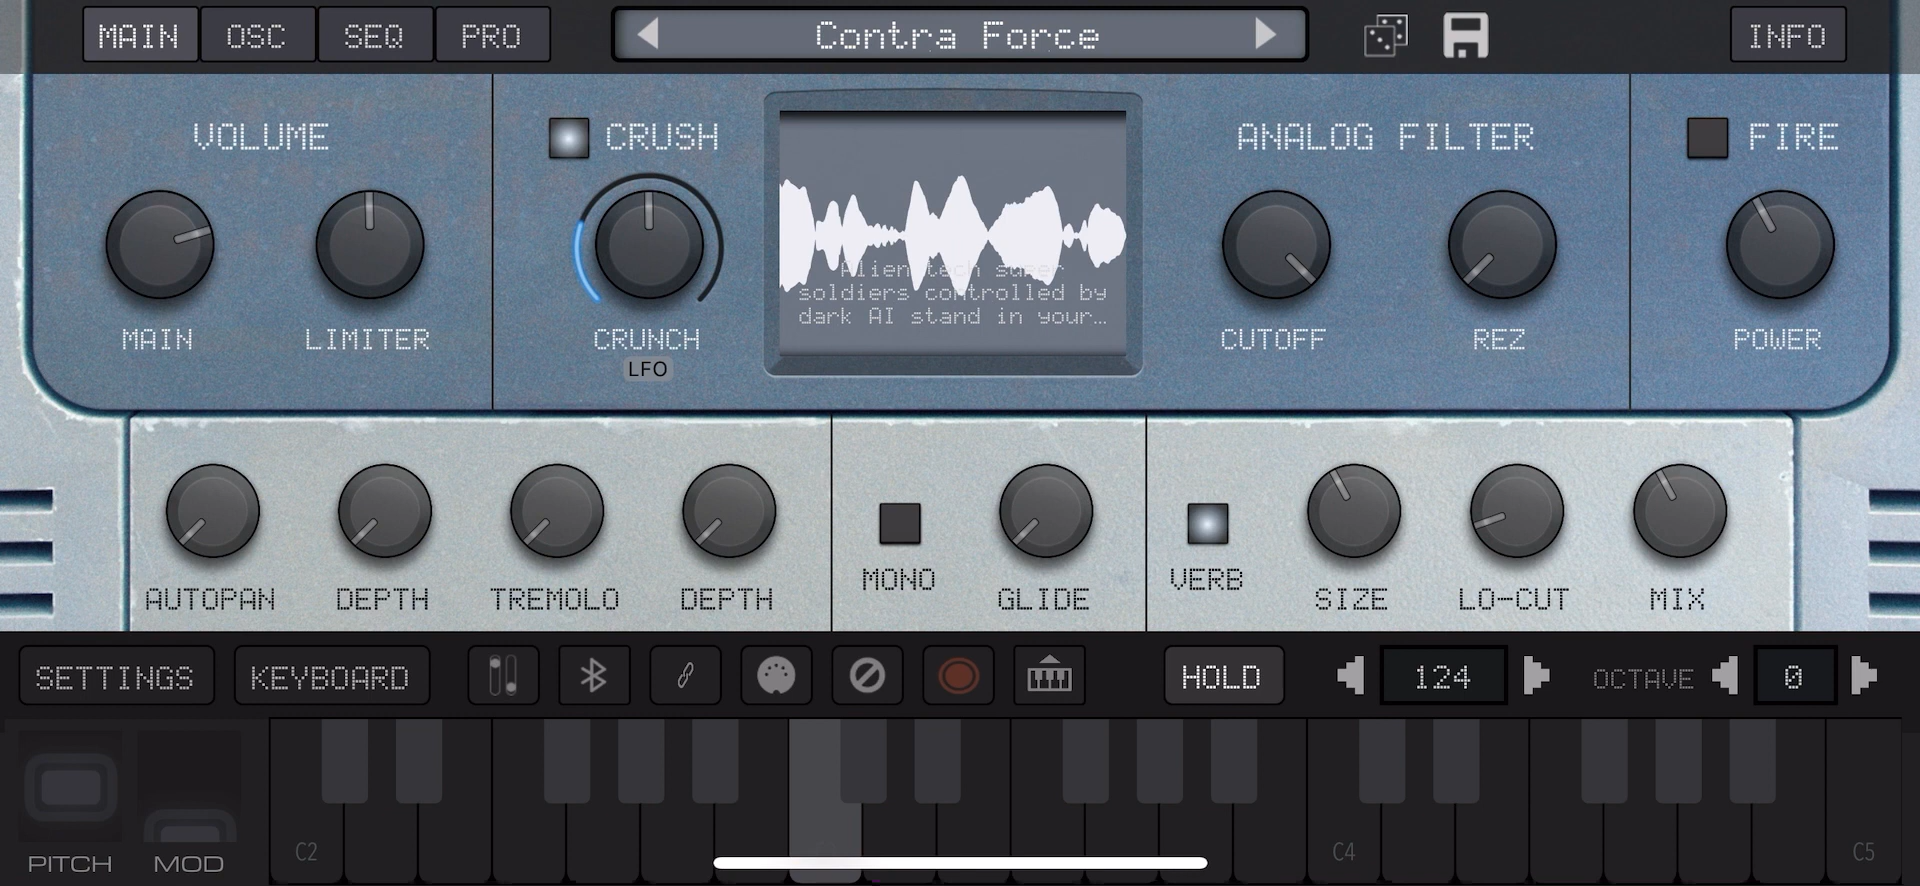 MAIN OSC SEQ PRO Contra Force INFO
VOLUME CRUSH ANALOG FILTER FIRE
Alien tech super
soldiers controlled by
dark AI stand in your…
MAIN LIMITER CRUNCH CUTOFF REZ POWER
LFO
MONO VERB
AUTOPAN DEPTH TREMOLO DEPTH GLIDE SIZE LO-CUT MIX
SETTINGS KEYBOARD HOLD 124 OCTAVE 0
C2 C4 C5
PITCH MOD